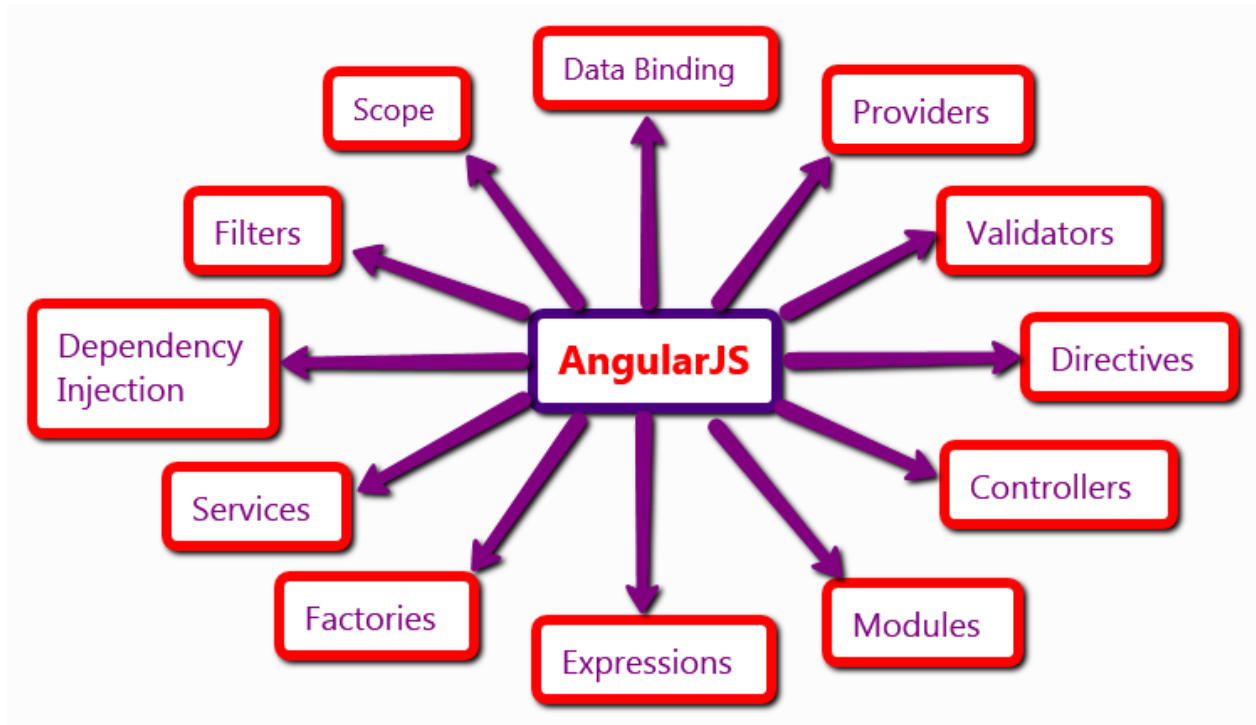 Data Binding
Scope
Providers
Filters
Validators
Dependency
Injection
AngularJS
Directives
Services
Controllers
Factories
Modules
Expressions